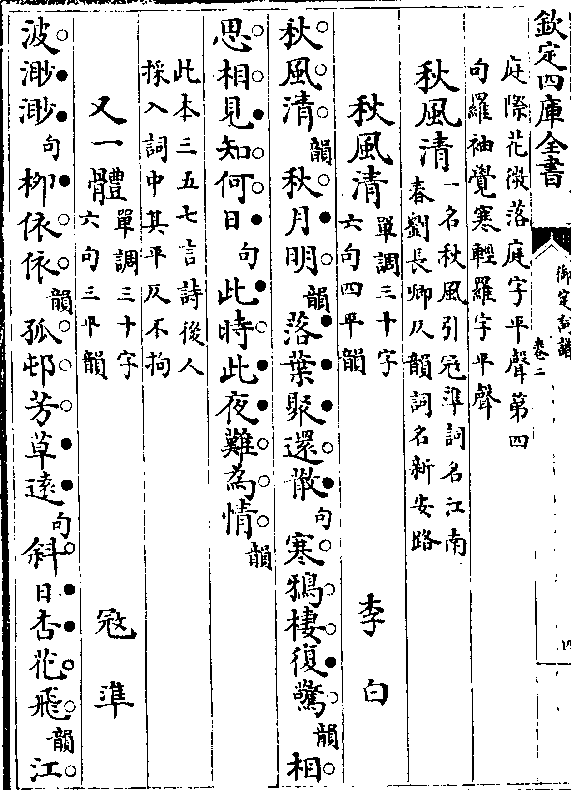 欽定四庫全書
御定詞譜
卷二
四
庭際花微落庭字平聲第四
句羅袖覺寒輕羅字平聲
秋風清
一名秋風引寇準詞名江南
春劉長卿仄韻詞名新安路
秋風清
單調三十字
六句四平韻
李白
秋風清韻秋月明韻落葉聚還散句寒鴉棲復驚韻相
思相見知何日句此時此夜難為情韻
此本三五七言詩後人
採入詞中其平仄不拘
又一體
單調三十字
六句三平韻
寇準
波渺渺句柳依依韻孤邨芳草遠句斜日杏花飛韻江